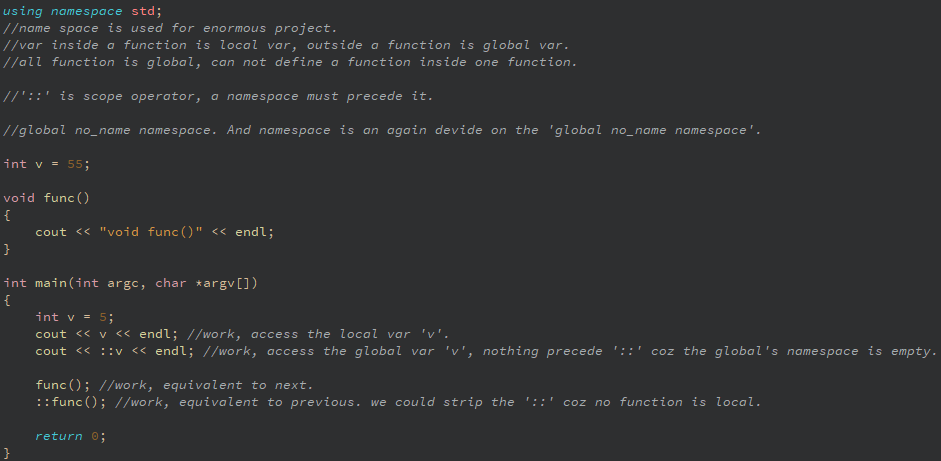 using namespace std;
//name space is used for enormous project.
//var inside a function is local var, outside a function is global var.
//all function is global, can not define a function inside one function.
//'::' is scope operator, a namespace must precede it.
//global no_name namespace. And namespace is an again devide on the 'global no_name namespace'.
int v = 55;
void func()
{
    cout << "void func()" << endl;
}
int main(int argc, char *argv[])
{
    int v = 5;
    cout << v << endl; //work, access the local var 'v'.
    cout << ::v << endl; //work, access the global var 'v', nothing precede '::' coz the global's namespace is empty.
    func(); //work, equivalent to next.
    ::func(); //work, equivalent to previous. we could strip the '::' coz no function is local.
    return 0;
}